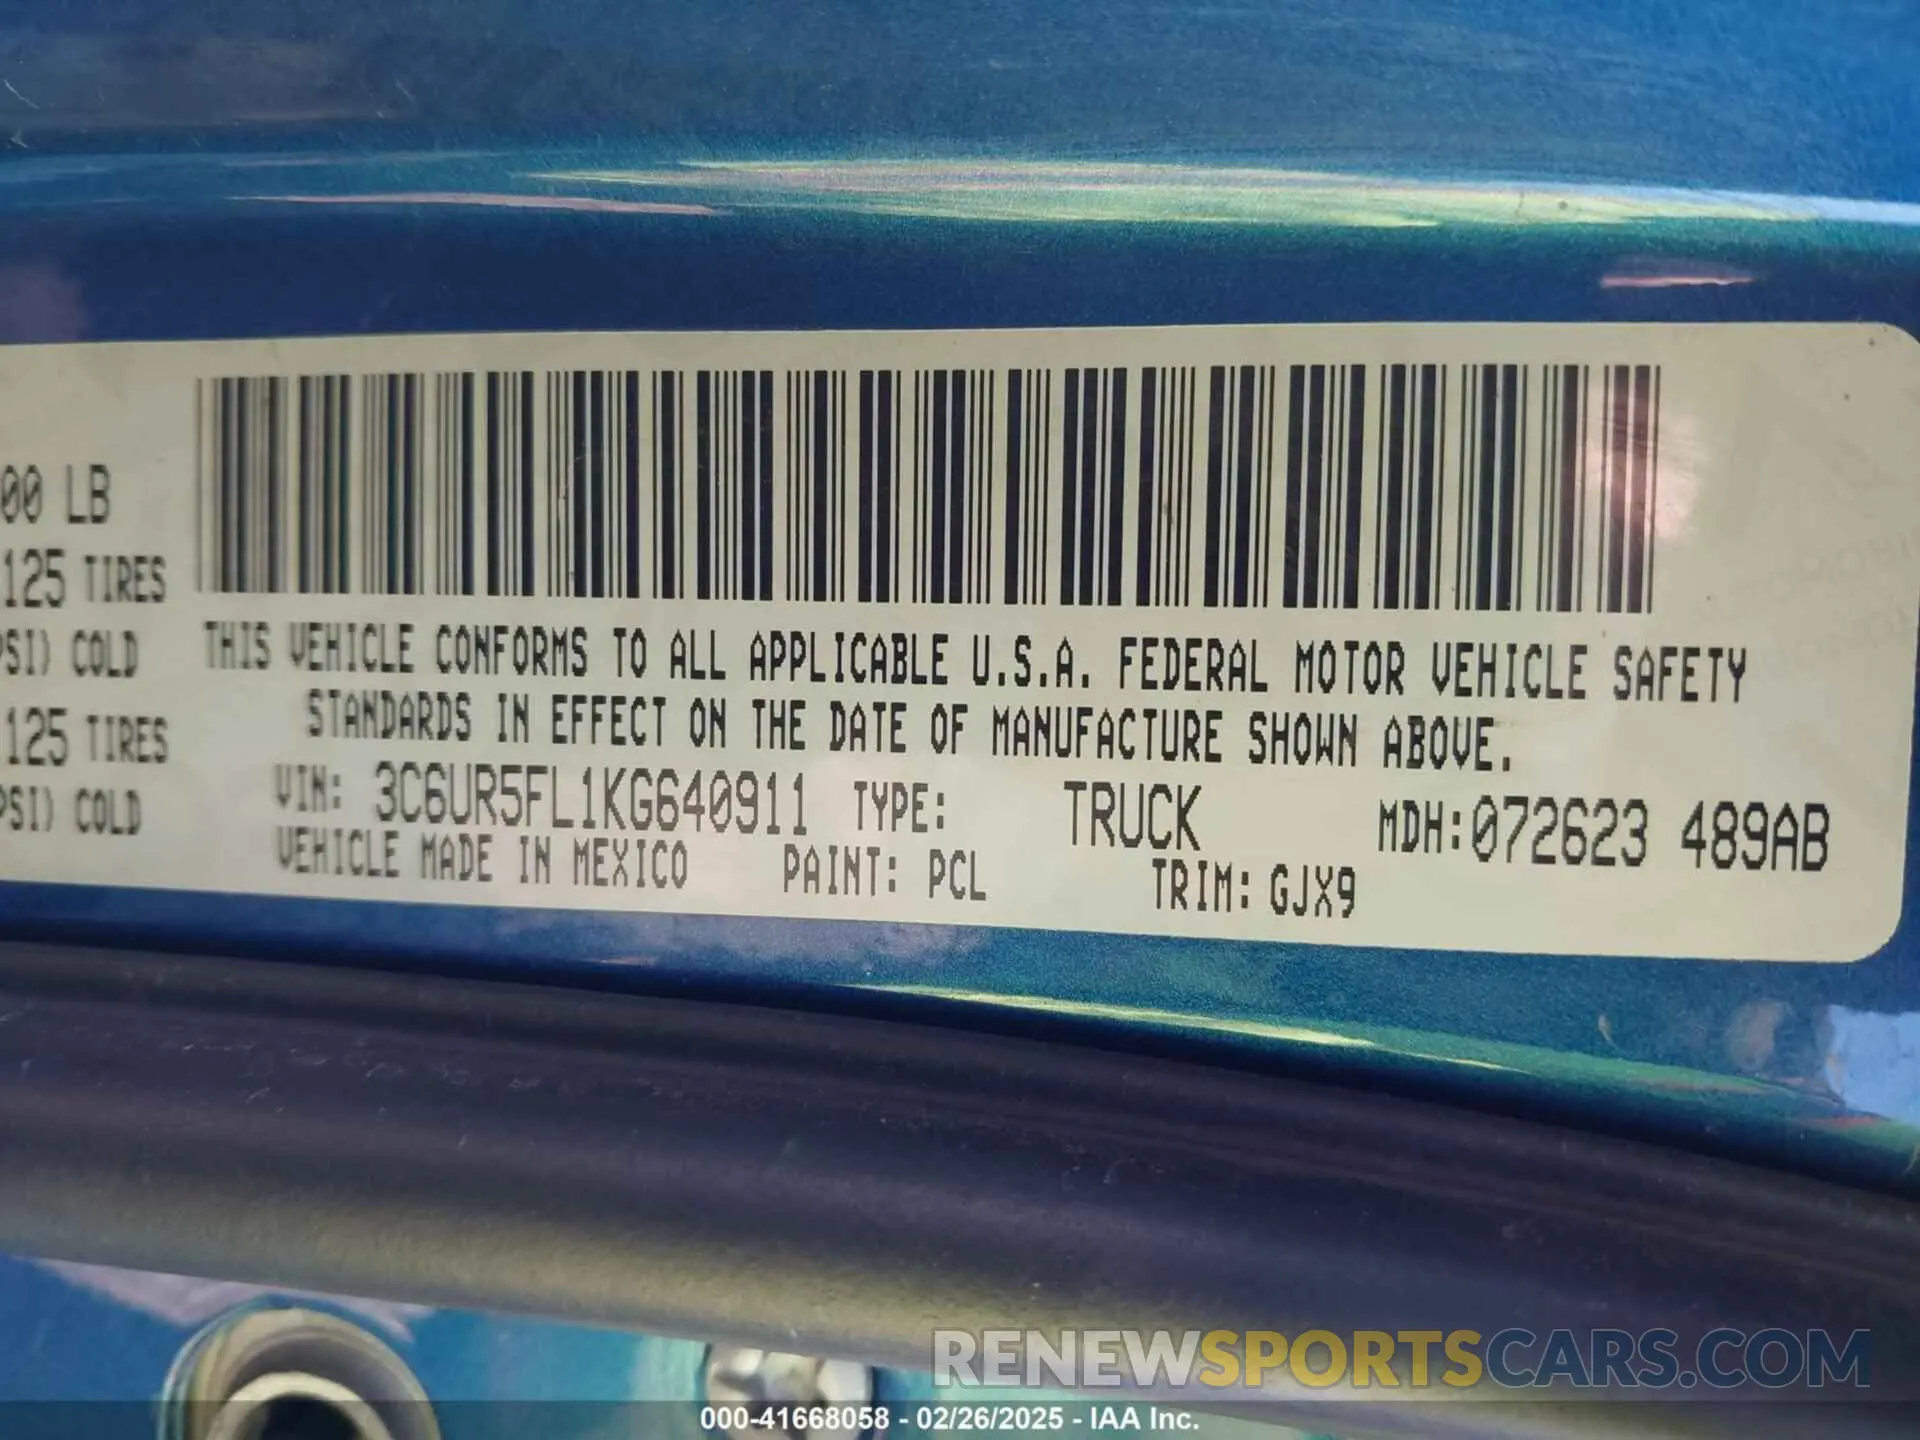 00 LB
125 TIRES
PSI) COLD
125 TIRES
PSI) COLD
THIS VEHICLE CONFORMS TO ALL APPLICABLE U.S.A. FEDERAL MOTOR VEHICLE SAFETY
STANDARDS IN EFFECT ON THE DATE OF MANUFACTURE SHOWN ABOVE.
VIN: 3C6UR5FL1KG640911 TYPE: TRUCK MDH:072623 489AB
VEHICLE MADE IN MEXICO PAINT: PCL TRIM: GJX9
RENEWSPORTSCARS.COM
000-41668058 - 02/26/2025 - IAA Inc.